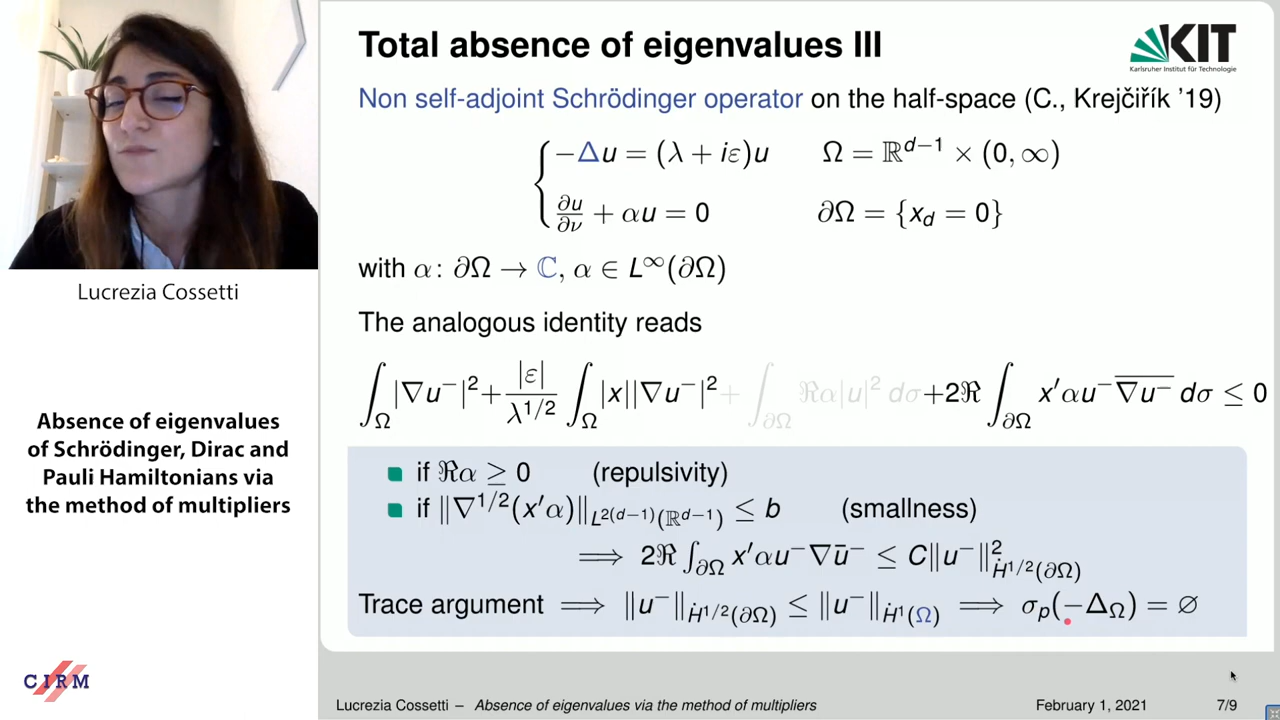 Total absence of eigenvalues III
KIT
Karlsruher Institut für Technologie
Non self-adjoint Schrödinger operator on the half-space (C., Krejčiřík '19)
−Δu = (λ + iε)u Ω = ℝ^{d−1} × (0, ∞)
∂u/∂ν + αu = 0 ∂Ω = {x_d = 0}
with α: ∂Ω → ℂ, α ∈ L^∞(∂Ω)
The analogous identity reads
∫_Ω |∇u⁻|² + |ε|/λ^{1/2} ∫_Ω |x||∇u⁻|² + ∫_{∂Ω} ℜα|u|² dσ + 2ℜ ∫_{∂Ω} x′αu⁻ \overline{∇u⁻} dσ ≤ 0
if ℜα ≥ 0 (repulsivity)
if ‖∇^{1/2}(x′α)‖_{L^{2(d−1)}(ℝ^{d−1})} ≤ b (smallness)
⟹ 2ℜ ∫_{∂Ω} x′αu⁻∇ū⁻ ≤ C‖u⁻‖²_{Ḣ^{1/2}(∂Ω)}
Trace argument ⟹ ‖u⁻‖_{Ḣ^{1/2}(∂Ω)} ≤ ‖u⁻‖_{Ḣ^1(Ω)} ⟹ σ_p(−Δ_Ω) = ∅
Lucrezia Cossetti
Absence of eigenvalues
of Schrödinger, Dirac and
Pauli Hamiltonians via
the method of multipliers
CIRM
Lucrezia Cossetti – Absence of eigenvalues via the method of multipliers February 1, 2021 7/9